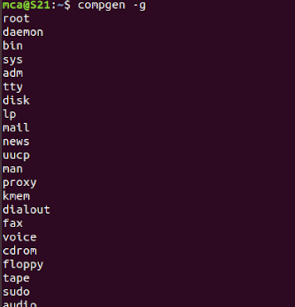 mca@S21:~$ compgen -g
root
daemon
bin
sys
adm
tty
disk
lp
mail
news
uucp
man
proxy
kmem
dialout
fax
voice
cdrom
floppy
tape
sudo
audio